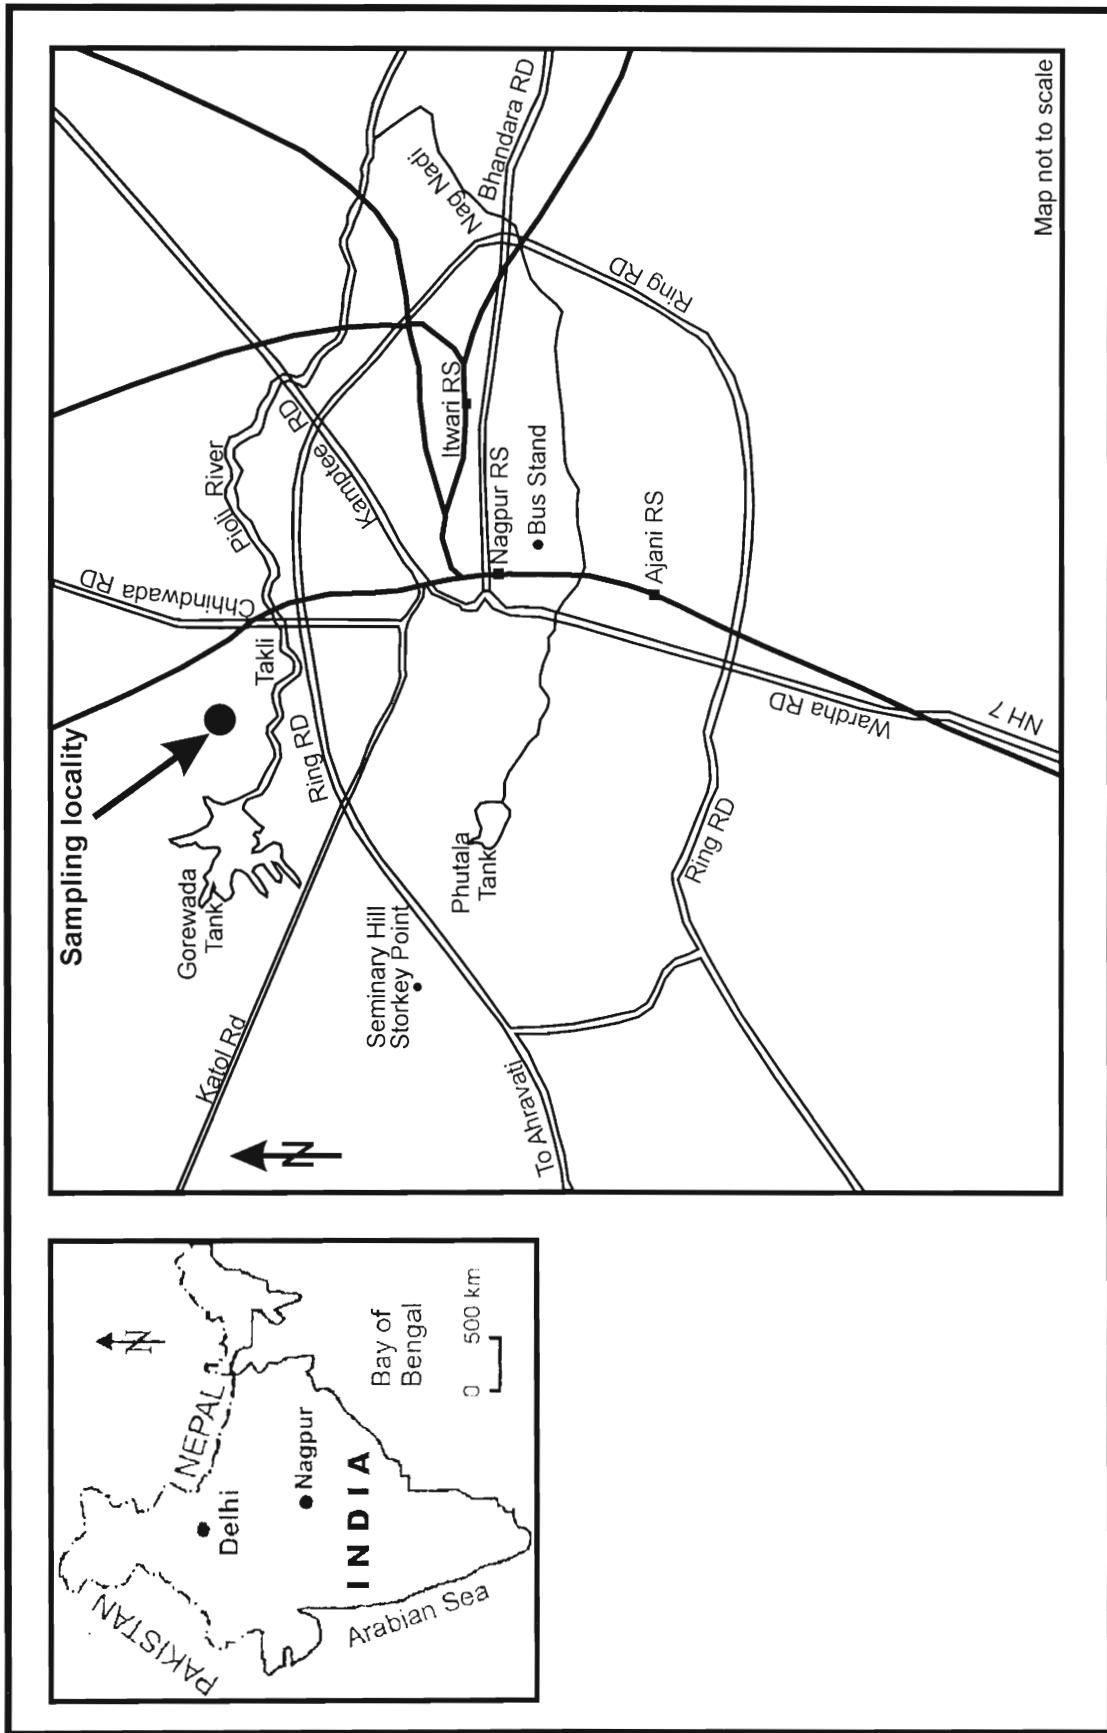 PAKISTAN
NEPAL
N
Delhi
Nagpur
INDIA
Arabian Sea
Bay of
Bengal
0 500 km
Sampling locality
N
Katol Rd
Gorewada
Tank
Takli
Chhindwada RD
Pioli River
Kamptee RD
Ring RD
Seminary Hill
Storkey Point
To Ahravati
Phutala
Tank
Itwari RS
Nagpur RS
Bus Stand
Ajani RS
Nag Nadi
Bhandara RD
Ring RD
Ring RD
Wardha RD
NH 7
Map not to scale